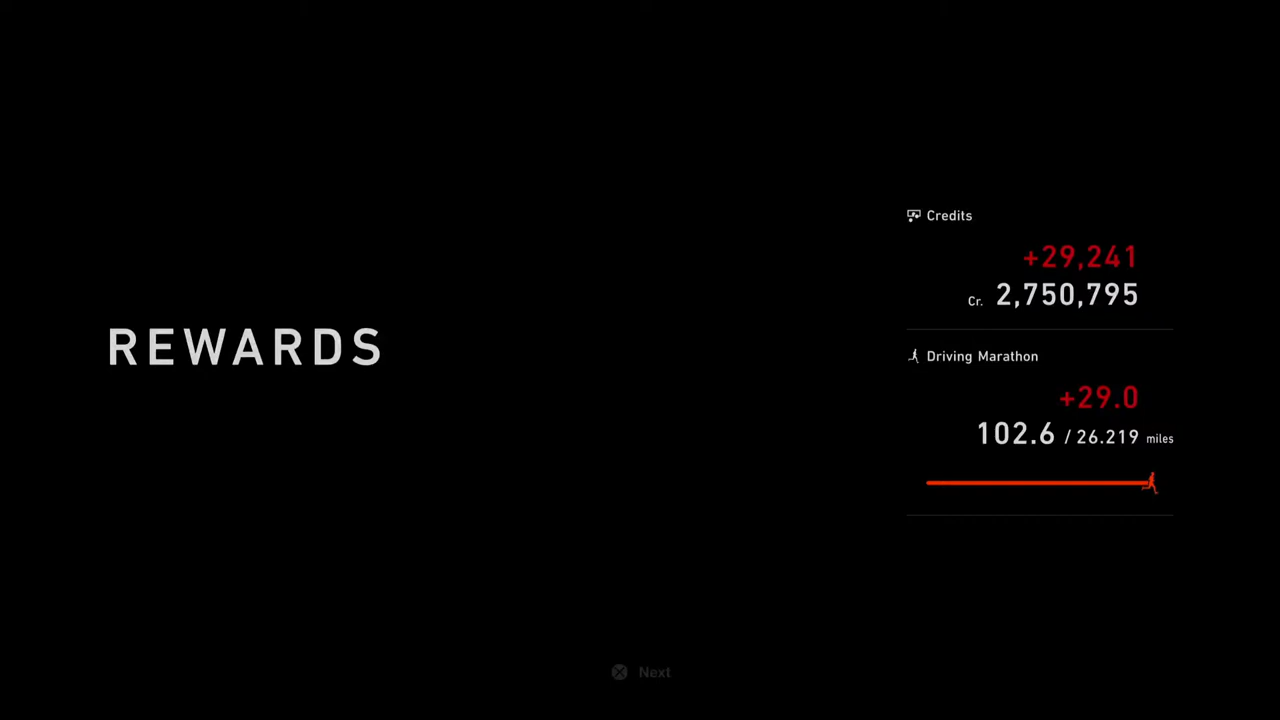 REWARDS
Credits
+29,241
Cr. 2,750,795
Driving Marathon
+29.0
102.6 / 26.219 miles
Next